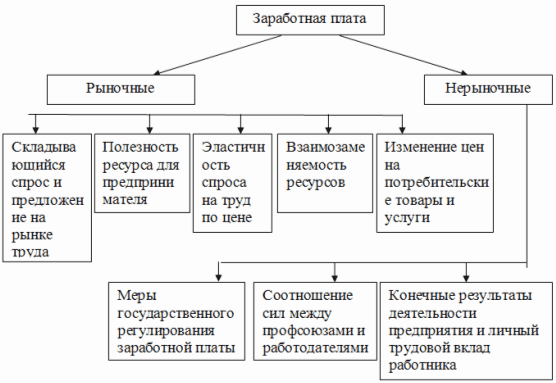 Заработная плата
Рыночные
Нерыночные
Складыва
ющийся
спрос и
предложен
ие на
рынке
труда
Полезность
ресурса для
предприни
мателя
Эластичн
ость
спроса
на труд
по цене
Взаимозаме
няемость
ресурсов
Изменение цен
на
потребительски
е товары и
услуги
Меры
государственного
регулирования
заработной платы
Соотношение
сил между
профсоюзами и
работодателями
Конечные результаты
деятельности
предприятия и личный
трудовой вклад
работника